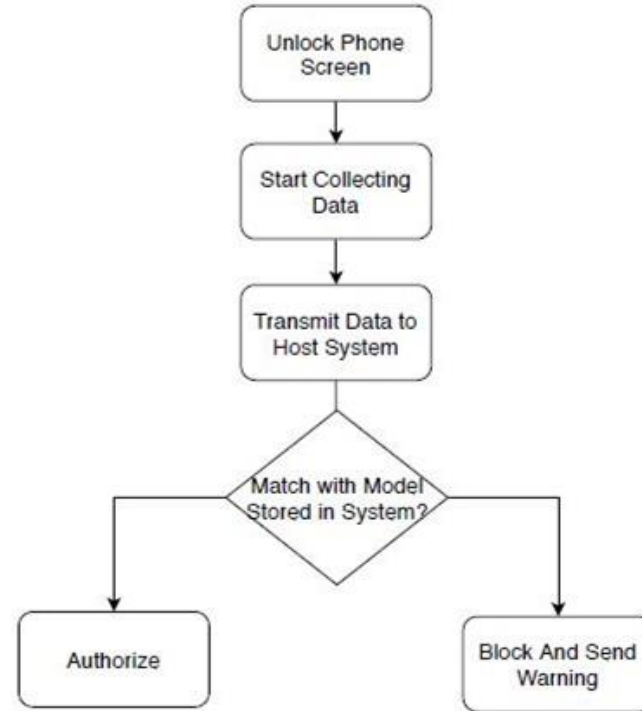 Unlock Phone
Screen
Start Collecting
Data
Transmit Data to
Host System
Match with Model
Stored in System?
Authorize
Block And Send
Warning